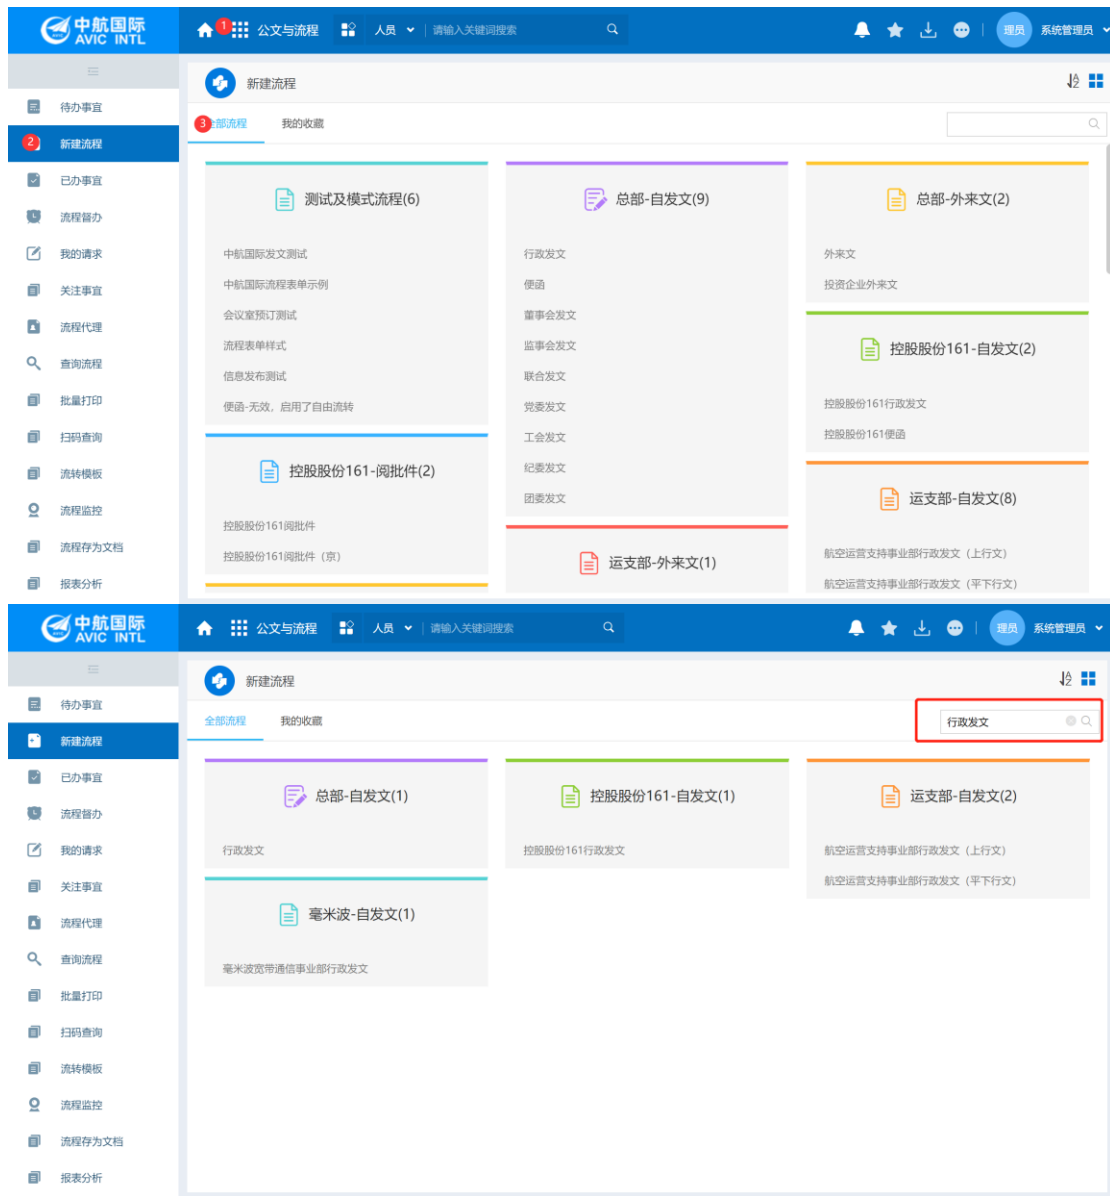 中航国际
AVIC INTL
1
公文与流程
人员
请输入关键词搜索
理员
系统管理员
待办事宜
2
新建流程
已办事宜
流程督办
我的请求
关注事宜
流程代理
查询流程
批量打印
扫码查询
流转模板
流程监控
流程存为文档
报表分析
新建流程
3
全部流程
我的收藏
测试及模式流程(6)
中航国际发文测试
中航国际流程表单示例
会议室预订测试
流程表单样式
信息发布测试
便函-无效，启用了自由流转
控股股份161-阅批件(2)
控股股份161阅批件
控股股份161阅批件（京）
总部-自发文(9)
行政发文
便函
董事会发文
监事会发文
联合发文
党委发文
工会发文
纪委发文
团委发文
运支部-外来文(1)
总部-外来文(2)
外来文
投资企业外来文
控股股份161-自发文(2)
控股股份161行政发文
控股股份161便函
运支部-自发文(8)
航空运营支持事业部行政发文（上行文）
航空运营支持事业部行政发文（平下行文）
中航国际
AVIC INTL
公文与流程
人员
请输入关键词搜索
理员
系统管理员
待办事宜
新建流程
已办事宜
流程督办
我的请求
关注事宜
流程代理
查询流程
批量打印
扫码查询
流转模板
流程监控
流程存为文档
报表分析
新建流程
全部流程
我的收藏
行政发文
总部-自发文(1)
行政发文
控股股份161-自发文(1)
控股股份161行政发文
运支部-自发文(2)
航空运营支持事业部行政发文（上行文）
航空运营支持事业部行政发文（平下行文）
毫米波-自发文(1)
毫米波宽带通信事业部行政发文